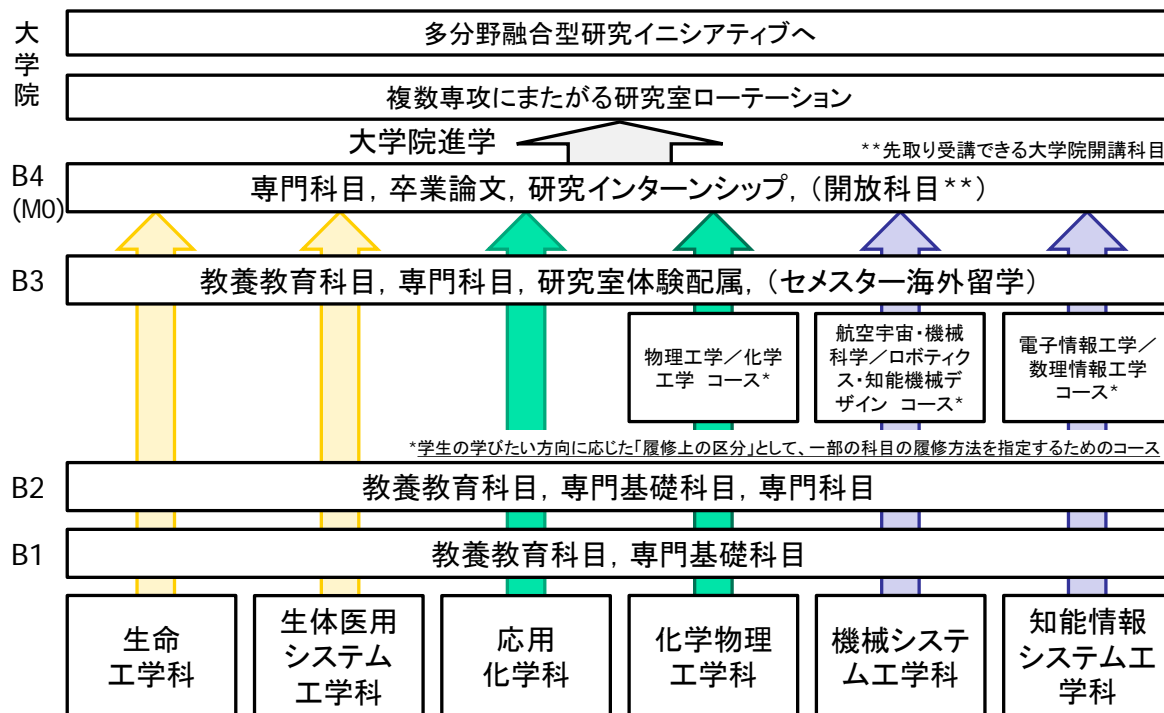 大
学
院
多分野融合型研究イニシアティブへ
複数専攻にまたがる研究室ローテーション
大学院進学
**先取り受講できる大学院開講科目
B4
(M0)
専門科目, 卒業論文, 研究インターンシップ, (開放科目**)
B3
教養教育科目, 専門科目, 研究室体験配属, (セメスター海外留学)
物理工学／化学
工学 コース*
航空宇宙・機械
科学／ロボティク
ス・知能機械デ
ザイン コース*
電子情報工学／
数理情報工学
コース*
*学生の学びたい方向に応じた「履修上の区分」として、一部の科目の履修方法を指定するためのコース
B2
教養教育科目, 専門基礎科目, 専門科目
B1
教養教育科目, 専門基礎科目
生命
工学科
生体医用
システム
工学科
応用
化学科
化学物理
工学科
機械システ
ム工学科
知能情報
システム工
学科